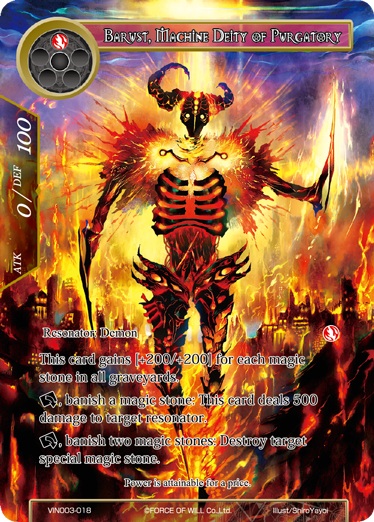 Barust, Machine Deity of Purgatory
ATK 0 / DEF 100
Resonator: Demon
This card gains [+200/+200] for each magic
stone in all graveyards.
, banish a magic stone: This card deals 500
damage to target resonator.
, banish two magic stones: Destroy target
special magic stone.
Power is attainable for a price.
VIN003-018
©FORCE OF WILL Co.,Ltd.
Illust/ShiroYayoi